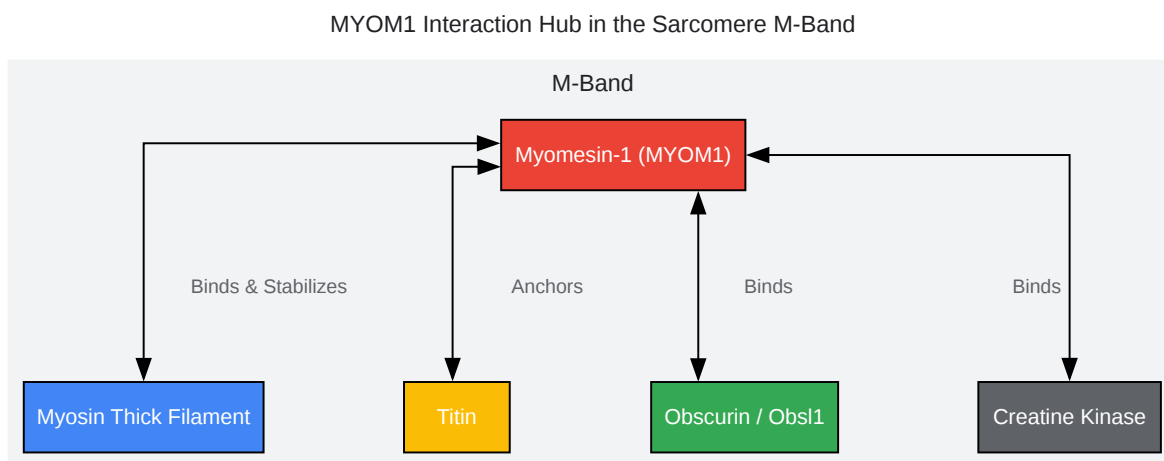 MYOM1 Interaction Hub in the Sarcomere M-Band
M-Band
Myomesin-1 (MYOM1)
Binds & Stabilizes
Anchors
Binds
Binds
Myosin Thick Filament
Titin
Obscurin / Obsl1
Creatine Kinase